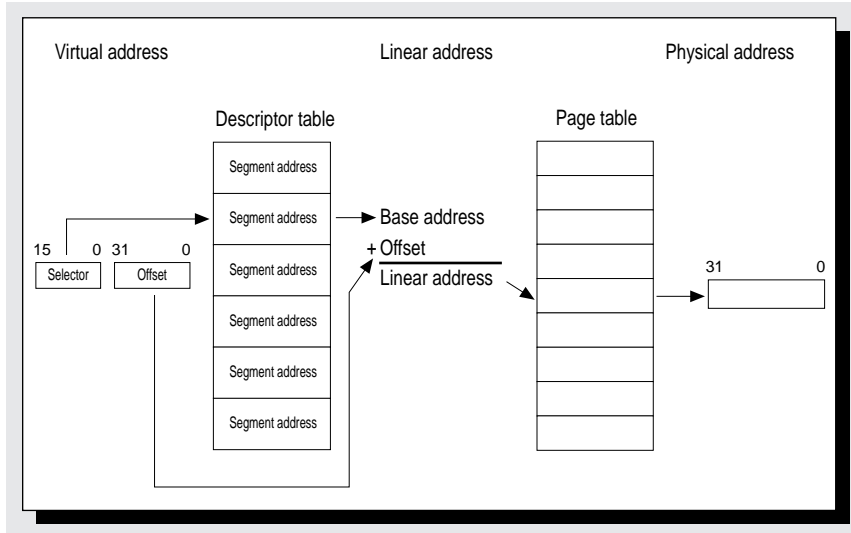 Virtual address
Linear address
Physical address
Descriptor table
Page table
Segment address
Segment address
Base address
15 0 31 0
+ Offset
Selector
Offset
Segment address
Linear address
31 0
Segment address
Segment address
Segment address